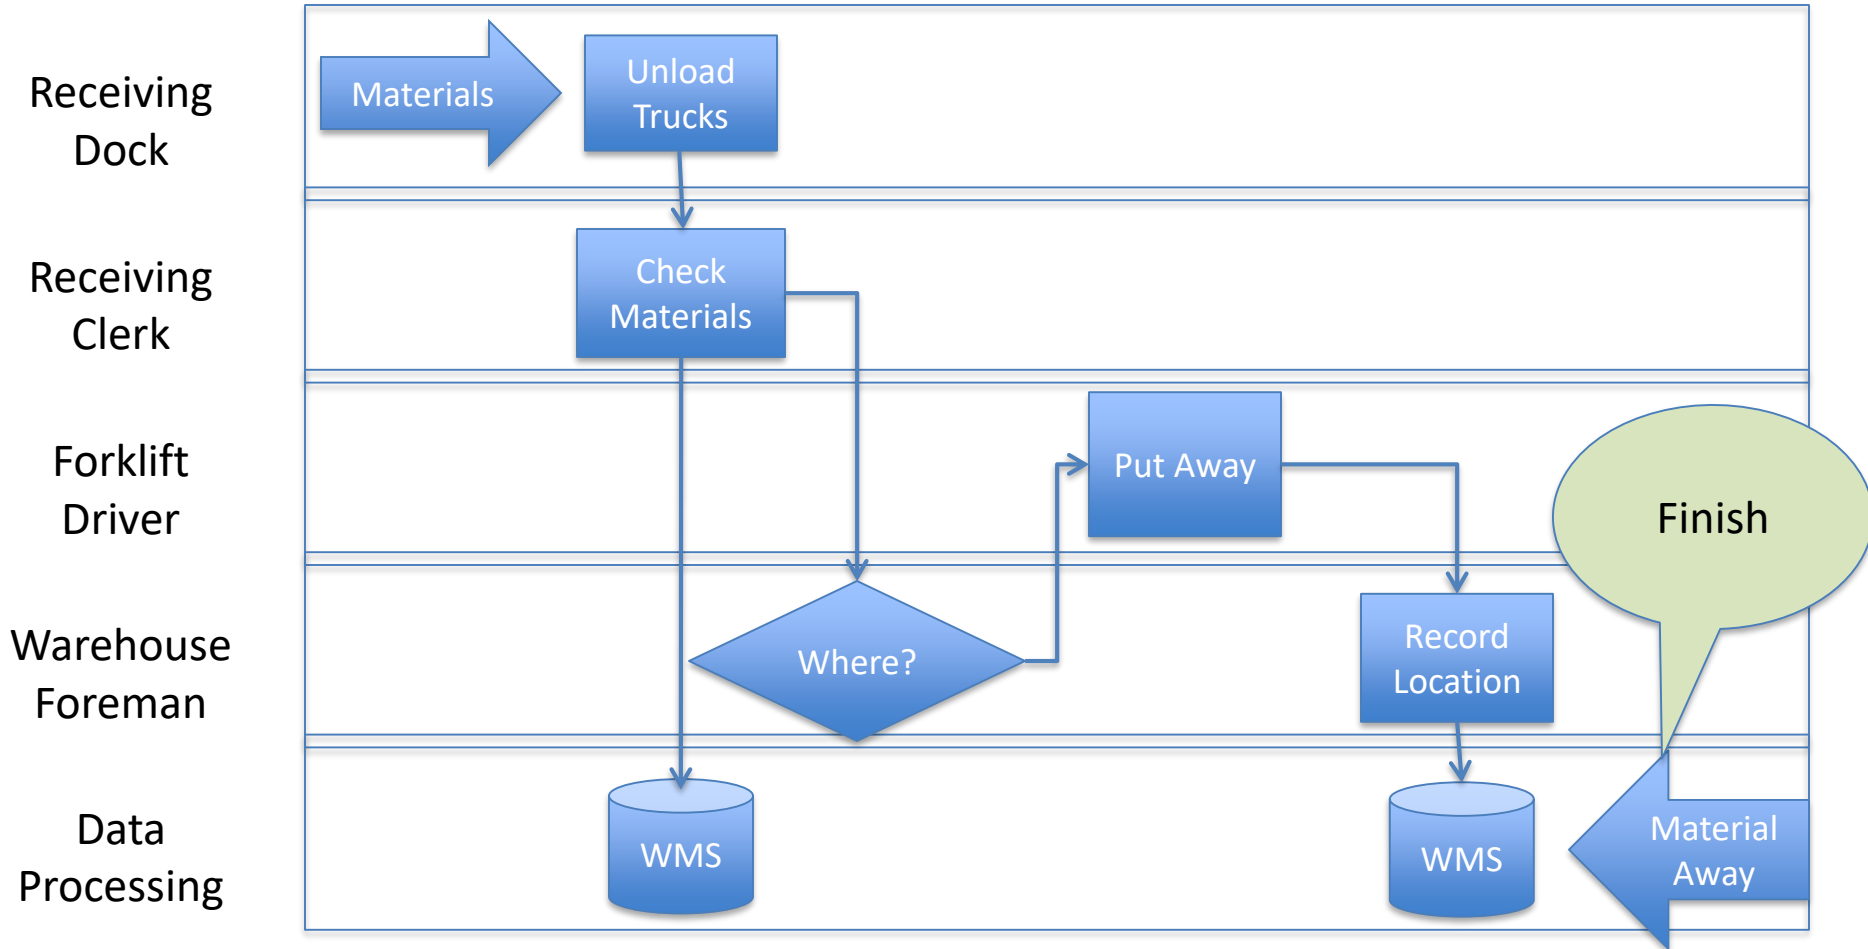 Receiving
Dock
Materials
Unload
Trucks
Receiving
Clerk
Check
Materials
Forklift
Driver
Put Away
Finish
Warehouse
Foreman
Where?
Record
Location
Data
Processing
WMS
WMS
Material
Away